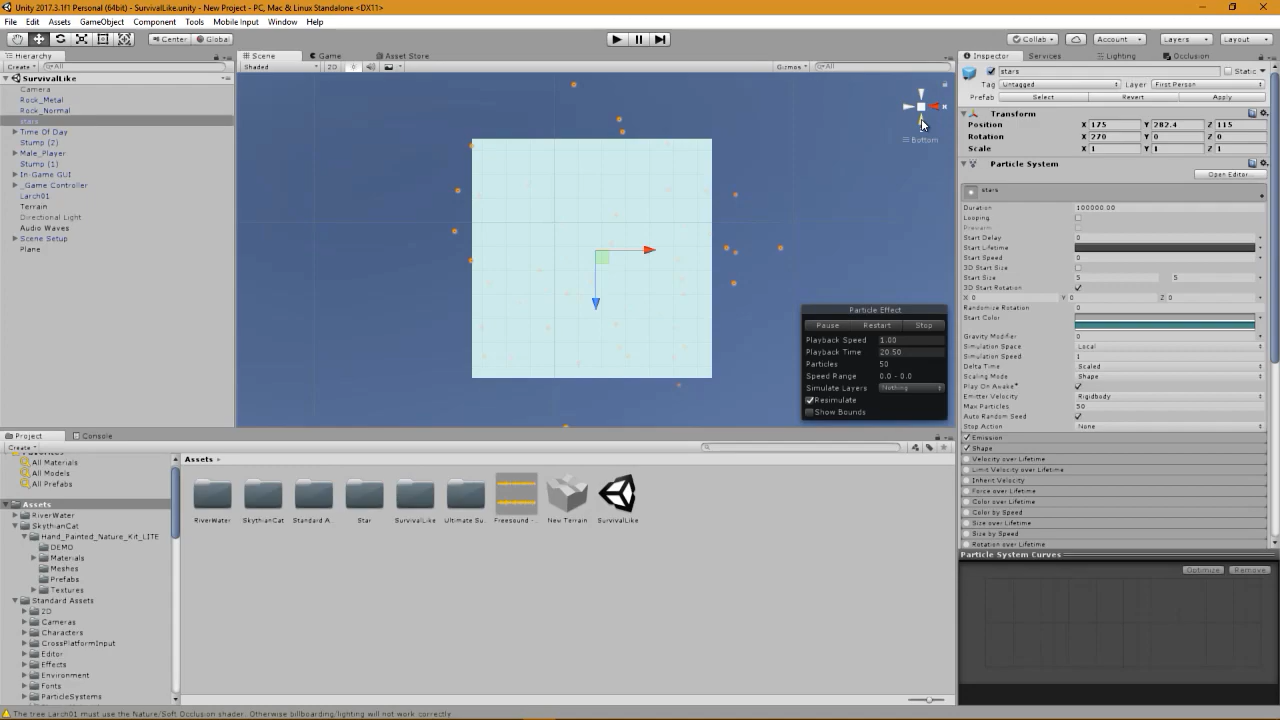 Unity 2017.3.1f1 Personal (64bit) - SurvivalLike.unity - New Project - PC, Mac & Linux Standalone <DX11>
File Edit Assets GameObject Component Tools Mobile Input Window Help
Center Global Collab Account Layers Layout
Hierarchy Scene Game Asset Store Inspector Services Lighting Occlusion
Create All Shaded 2D Gizmos All
SurvivalLike
Camera
Rock_Metal
Rock_Normal
stars
Time Of Day
Stump (2)
Male_Player
Stump (1)
In-Game GUI
_Game Controller
Larch01
Terrain
Directional Light
Audio Waves
Scene Setup
Plane
Bottom
Particle Effect
Pause Restart Stop
Playback Speed 1.00
Playback Time 20.50
Particles 50
Speed Range 0.0 - 0.0
Simulate Layers Nothing
Resimulate
Show Bounds
stars Static
Tag Untagged Layer First Person
Prefab Select Revert Apply
Transform
Position X 175 Y 282.4 Z 115
Rotation X 270 Y 0 Z 0
Scale X 1 Y 1 Z 1
Particle System
Open Editor...
stars
Duration 100000.00
Looping
Prewarm
Start Delay 0
Start Lifetime
Start Speed 0
3D Start Size
Start Size 5 5
3D Start Rotation
X 0 Y 0 Z 0
Randomize Rotation 0
Start Color
Gravity Modifier 0
Simulation Space Local
Simulation Speed 1
Delta Time Scaled
Scaling Mode Shape
Play On Awake*
Emitter Velocity Rigidbody
Max Particles 50
Auto Random Seed
Stop Action None
Emission
Shape
Velocity over Lifetime
Limit Velocity over Lifetime
Inherit Velocity
Force over Lifetime
Color over Lifetime
Color by Speed
Size over Lifetime
Size by Speed
Rotation over Lifetime
Particle System Curves
Optimize Remove
Project Console
Create
Favorites
All Materials
All Models
All Prefabs
Assets
RiverWater
SkythianCat
Hand_Painted_Nature_Kit_LITE
DEMO
Materials
Meshes
Prefabs
Textures
Standard Assets
2D
Cameras
Characters
CrossPlatformInput
Editor
Effects
Environment
Fonts
ParticleSystems
Assets
RiverWater SkythianCat Standard A... Star SurvivalLike Ultimate Su... Freesound -... New Terrain SurvivalLike
The tree Larch01 must use the Nature/Soft Occlusion shader. Otherwise billboarding/lighting will not work correctly.